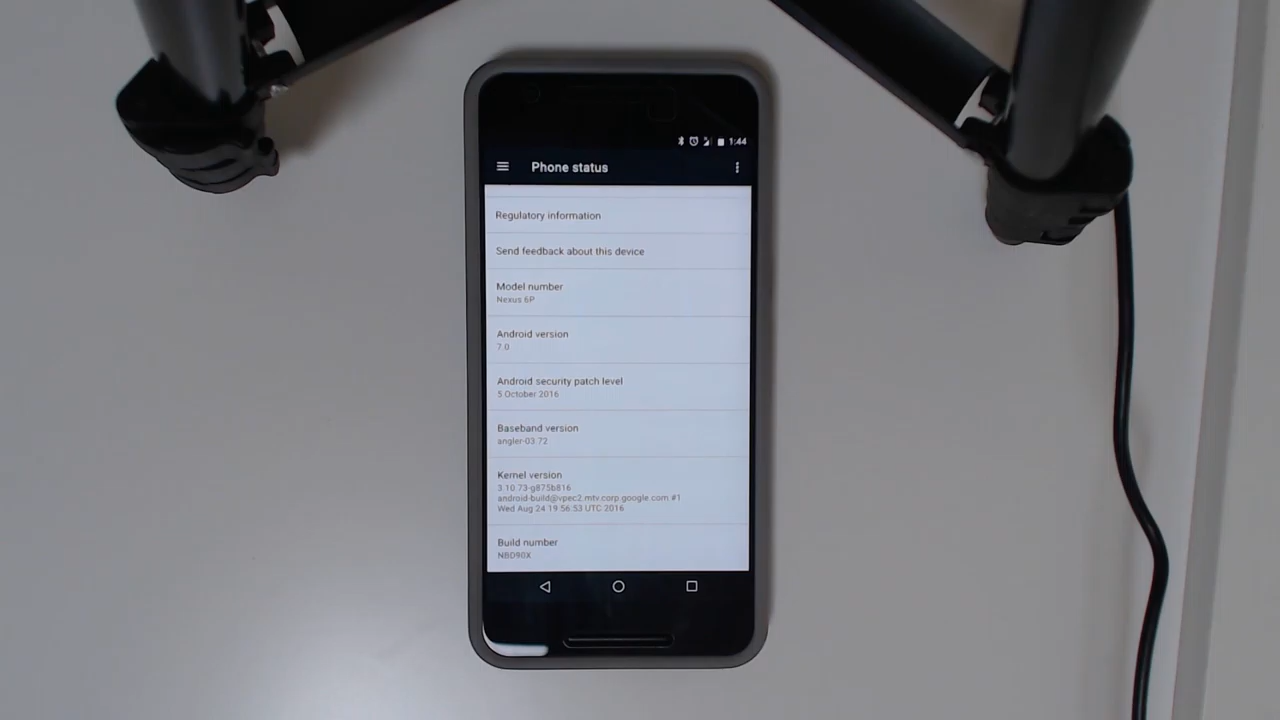 1:44
Phone status
Regulatory information
Send feedback about this device
Model number
Nexus 6P
Android version
7.0
Android security patch level
5 October 2016
Baseband version
angler-03.72
Kernel version
3.10.73-g875b816
android-build@vpec2.mtv.corp.google.com #1
Wed Aug 24 19:56:53 UTC 2016
Build number
NBD90X